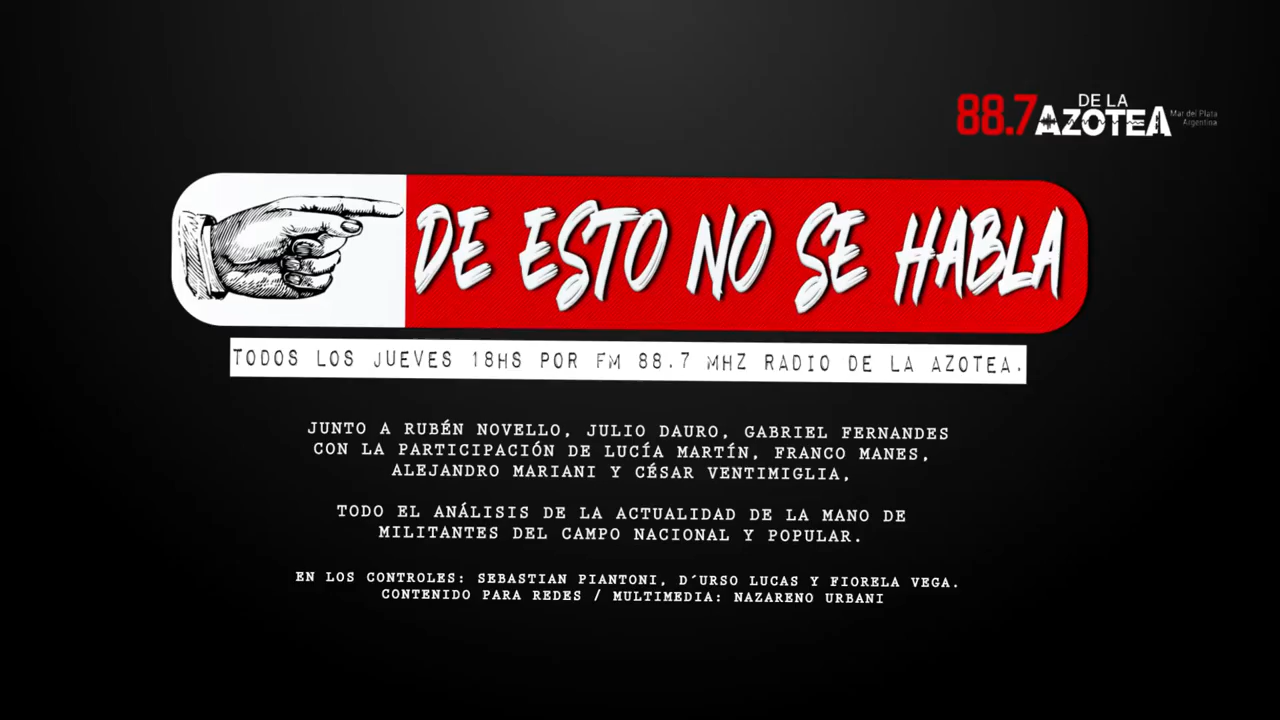 88.7 DE LA AZOTEA Mar del Plata Argentina
DE ESTO NO SE HABLA
TODOS LOS JUEVES 18HS POR FM 88.7 MHZ RADIO DE LA AZOTEA.
JUNTO A RUBÉN NOVELLO, JULIO DAURO, GABRIEL FERNANDES
CON LA PARTICIPACIÓN DE LUCÍA MARTÍN, FRANCO MANES,
ALEJANDRO MARIANI Y CÉSAR VENTIMIGLIA,
TODO EL ANÁLISIS DE LA ACTUALIDAD DE LA MANO DE
MILITANTES DEL CAMPO NACIONAL Y POPULAR.
EN LOS CONTROLES: SEBASTIAN PIANTONI, D´URSO LUCAS Y FIORELA VEGA.
CONTENIDO PARA REDES / MULTIMEDIA: NAZARENO URBANI